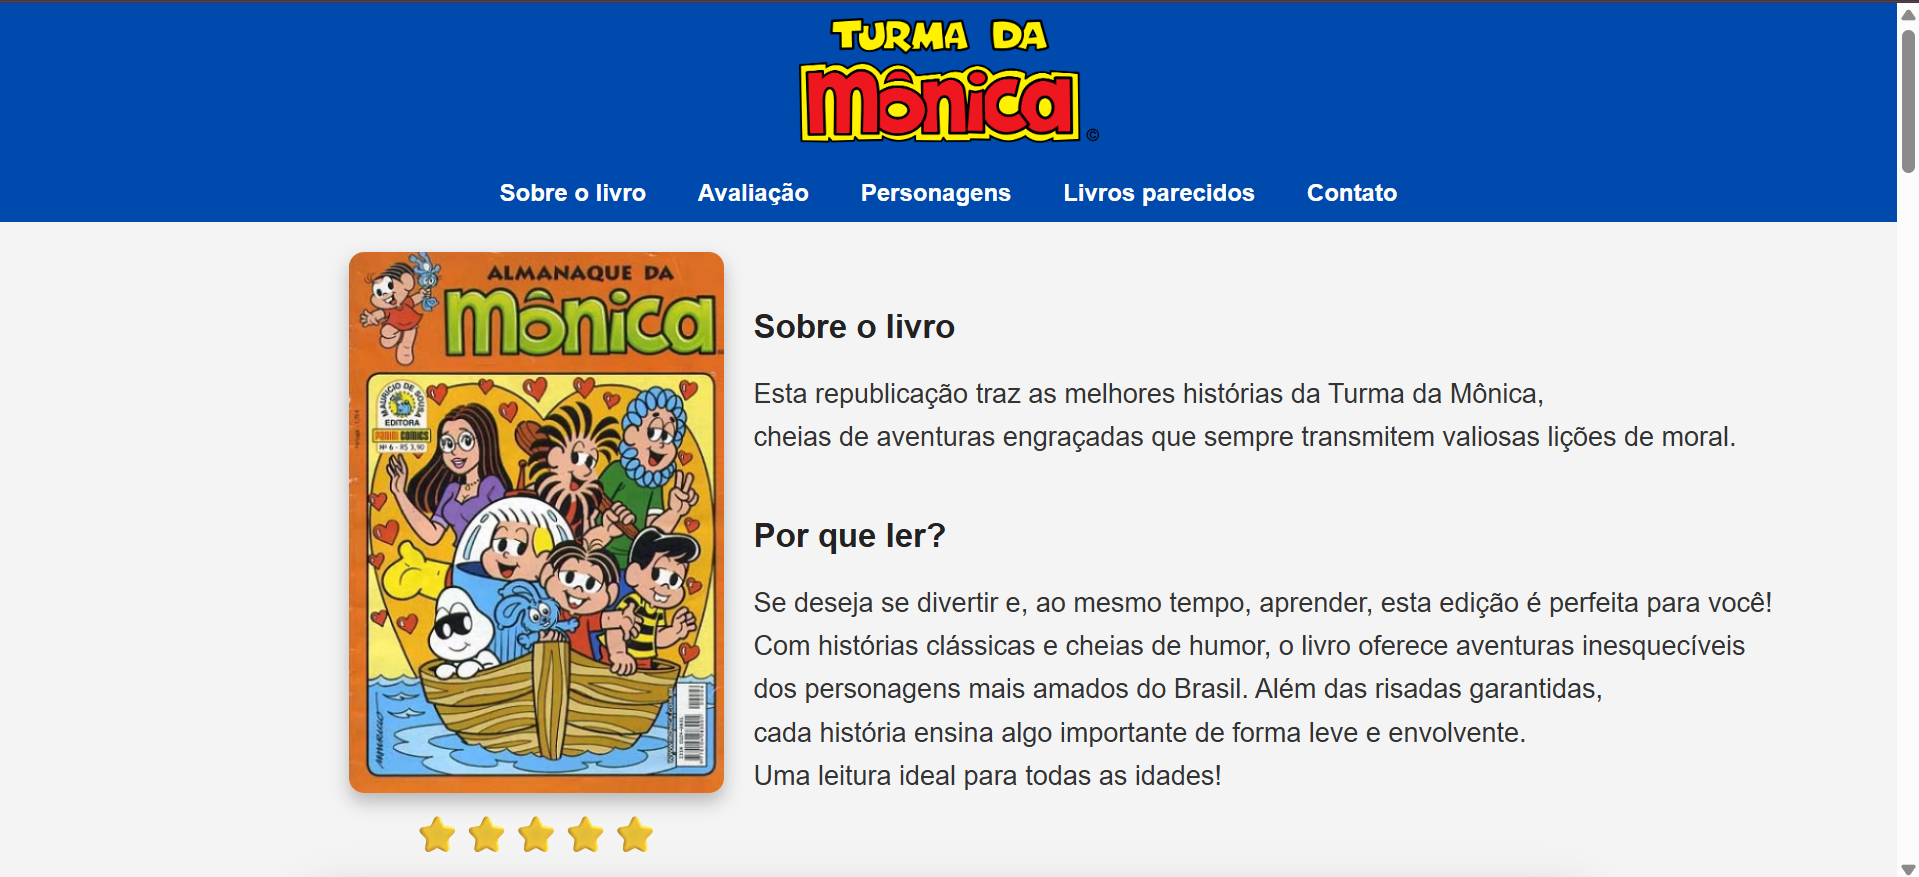 TURMA DA
mônica ©
Sobre o livro Avaliação Personagens Livros parecidos Contato
ALMANAQUE DA
mônica
MAURICIO DE SOUSA
EDITORA
PANINI COMICS
Nº 6 - R$ 3,90
MAURICIO
Sobre o livro
Esta republicação traz as melhores histórias da Turma da Mônica,
cheias de aventuras engraçadas que sempre transmitem valiosas lições de moral.
Por que ler?
Se deseja se divertir e, ao mesmo tempo, aprender, esta edição é perfeita para você!
Com histórias clássicas e cheias de humor, o livro oferece aventuras inesquecíveis
dos personagens mais amados do Brasil. Além das risadas garantidas,
cada história ensina algo importante de forma leve e envolvente.
Uma leitura ideal para todas as idades!